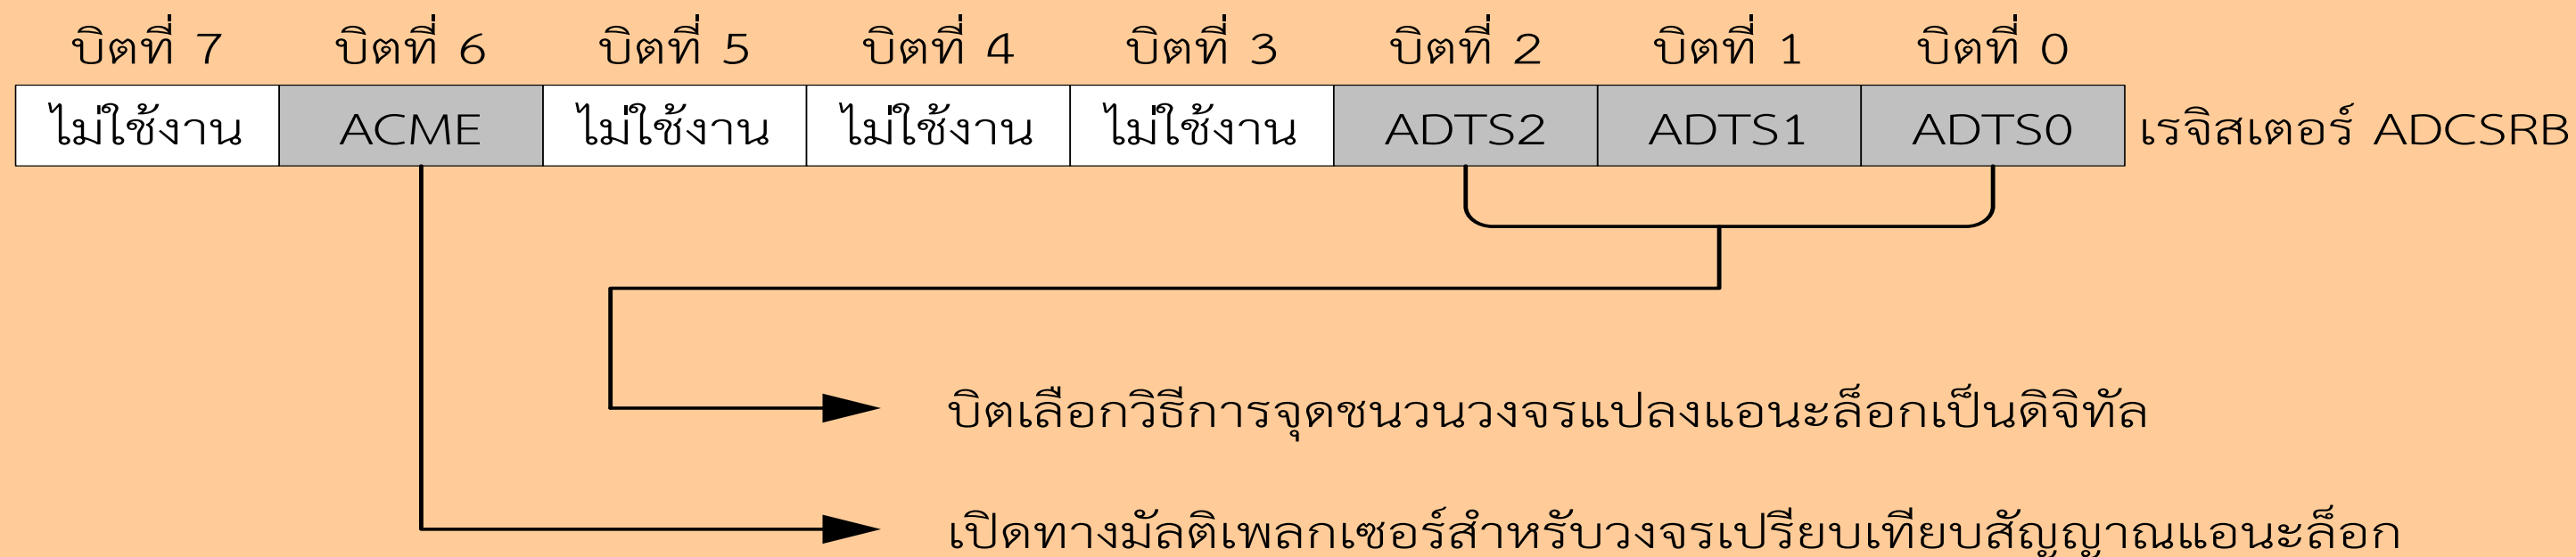 บิตที่ 7 บิตที่ 6 บิตที่ 5 บิตที่ 4 บิตที่ 3 บิตที่ 2 บิตที่ 1 บิตที่ 0
ไม่ใช้งาน ACME ไม่ใช้งาน ไม่ใช้งาน ไม่ใช้งาน ADTS2 ADTS1 ADTS0 เรจิสเตอร์ ADCSRB
บิตเลือกวิธีการจุดชนวนวงจรแปลงแอนะล็อกเป็นดิจิทัล
เปิดทางมัลติเพลกเซอร์สำหรับวงจรเปรียบเทียบสัญญาณแอนะล็อก